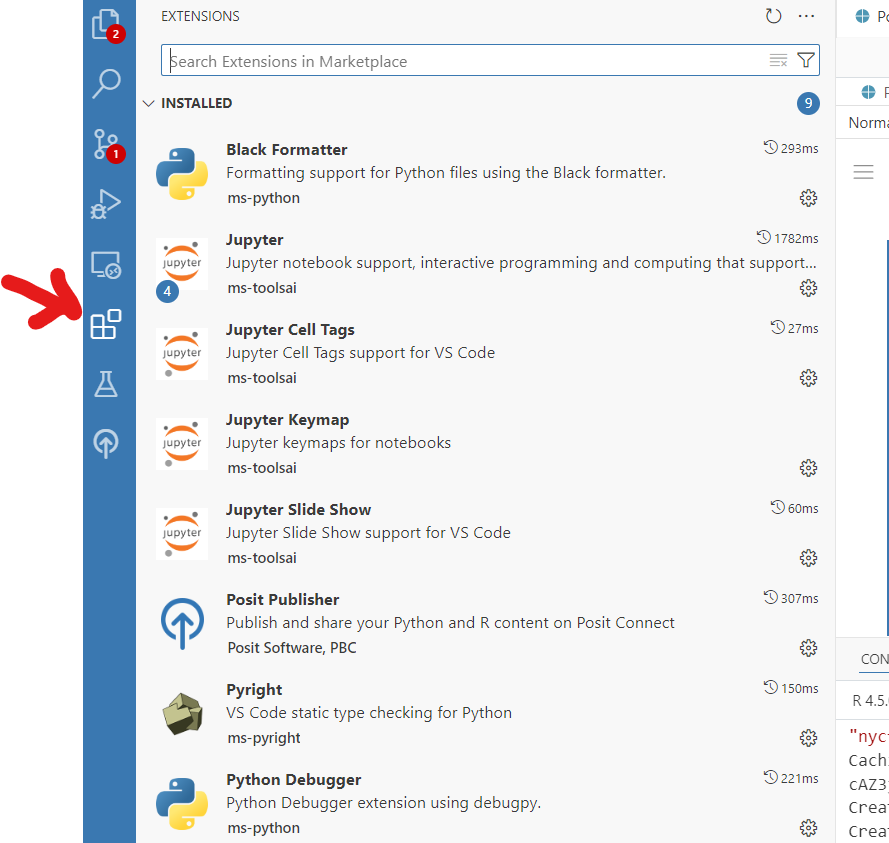 2
1
EXTENSIONS
Search Extensions in Marketplace
INSTALLED
9
Black Formatter
293ms
Formatting support for Python files using the Black formatter.
ms-python
jupyter
4
Jupyter
1782ms
Jupyter notebook support, interactive programming and computing that support...
ms-toolsai
jupyter
Jupyter Cell Tags
27ms
Jupyter Cell Tags support for VS Code
ms-toolsai
jupyter
Jupyter Keymap
Jupyter keymaps for notebooks
ms-toolsai
jupyter
Jupyter Slide Show
60ms
Jupyter Slide Show support for VS Code
ms-toolsai
Posit Publisher
307ms
Publish and share your Python and R content on Posit Connect
Posit Software, PBC
Pyright
150ms
VS Code static type checking for Python
ms-pyright
Python Debugger
221ms
Python Debugger extension using debugpy.
ms-python
Norma
CON
R 4.5.
"nyc
Cach
cAZ3
Crea
Crea